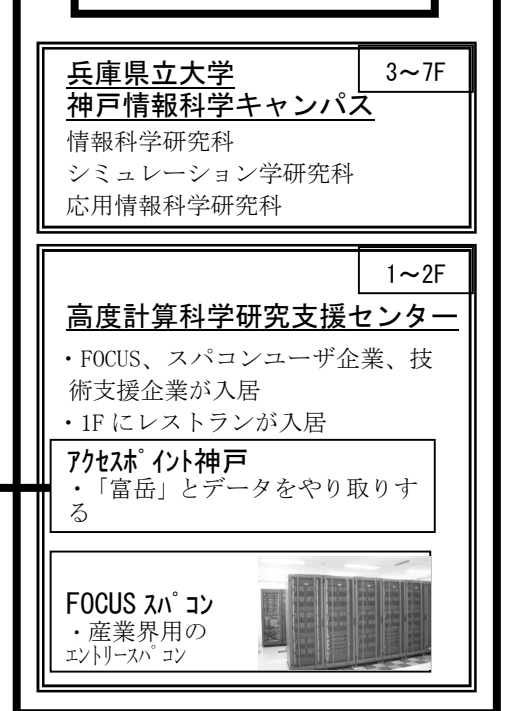 兵庫県立大学
3～7F
神戸情報科学キャンパス
情報科学研究科
シミュレーション学研究科
応用情報科学研究科
1～2F
高度計算科学研究支援センター
・FOCUS、スパコンユーザ企業、技
術支援企業が入居
・1F にレストランが入居
ｱｸｾｽﾎﾟｲﾝﾄ神戸
・「富岳」とデータをやり取りす
る
FOCUS ｽﾊﾟｺﾝ
・産業界用の
ｴﾝﾄﾘｰｽﾊﾟｺﾝ